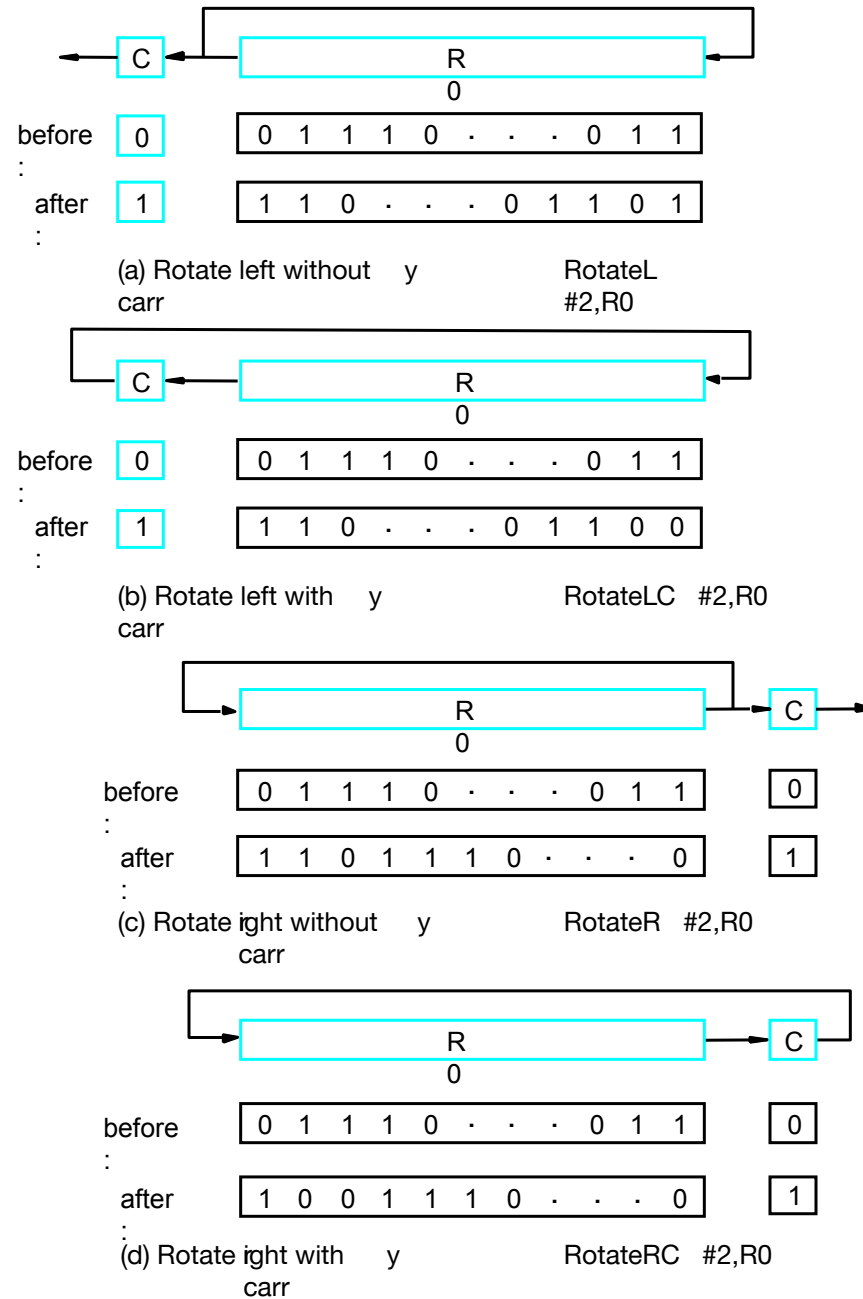 C R
0
before 0 0 1 1 1 0 · · · 0 1 1
:
after 1 1 1 0 · · · 0 1 1 0 1
:
(a) Rotate left without y RotateL
carr #2,R0
C R
0
before 0 0 1 1 1 0 · · · 0 1 1
:
after 1 1 1 0 · · · 0 1 1 0 0
:
(b) Rotate left with y RotateLC #2,R0
carr
R C
0
before 0 1 1 1 0 · · · 0 1 1 0
:
after 1 1 0 1 1 1 0 · · · 0 1
:
(c) Rotate right without y RotateR #2,R0
carr
R C
0
before 0 1 1 1 0 · · · 0 1 1 0
:
after 1 0 0 1 1 1 0 · · · 0 1
:
(d) Rotate right with y RotateRC #2,R0
carr